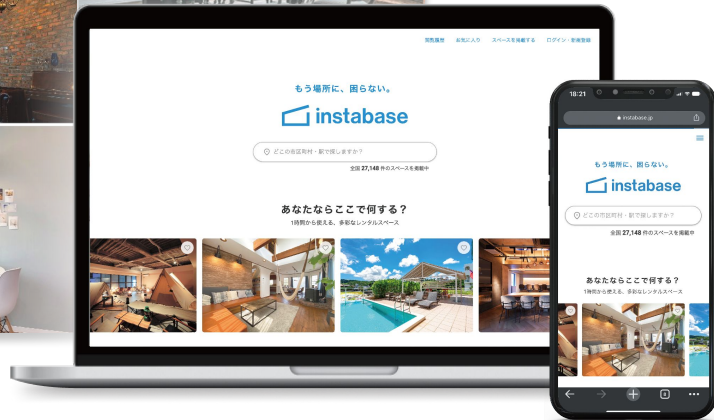 閲覧履歴 お気に入り スペースを掲載する ログイン・新規登録
もう場所に、困らない。
instabase
どこの市区町村・駅で探しますか？
全国 27,148 件のスペースを掲載中
あなたならここで何する？
1時間から使える、多彩なレンタルスペース
18:21
instabase.jp
もう場所に、困らない。
instabase
どこの市区町村・駅で探しますか？
全国 27,148 件のスペースを掲載中
あなたならここで何する？
1時間から使える、多彩なレンタルスペース